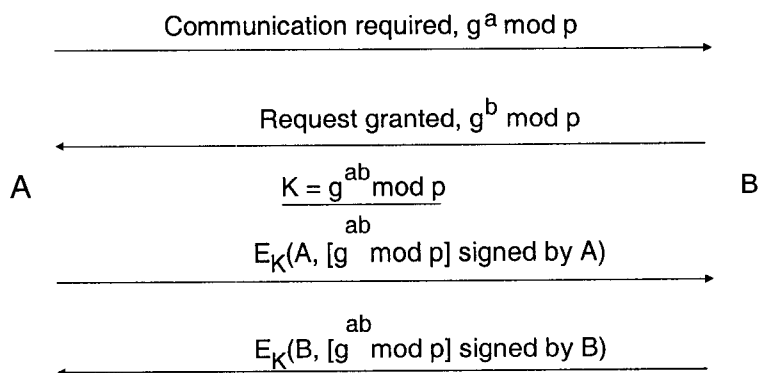 Communication required, g^a mod p
Request granted, g^b mod p
A
K = g^ab mod p
B
E_K(A, [g^ab mod p] signed by A)
E_K(B, [g^ab mod p] signed by B)